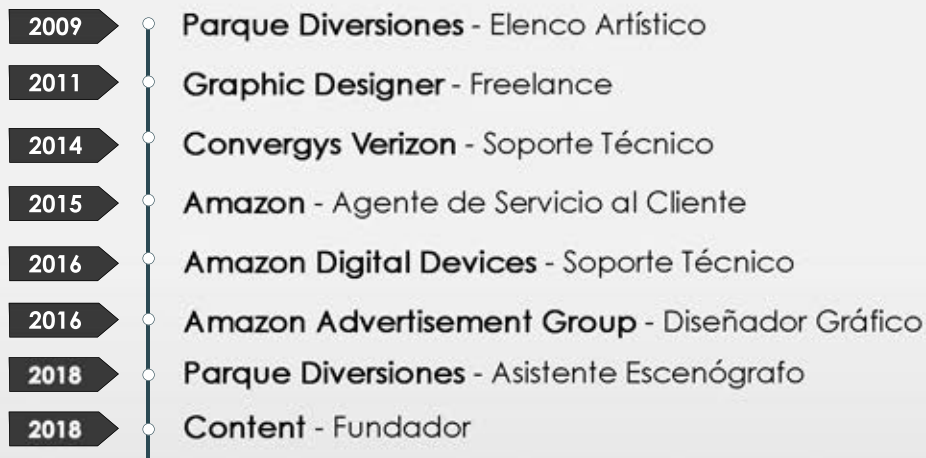 2009 Parque Diversiones - Elenco Artístico
2011 Graphic Designer - Freelance
2014 Convergys Verizon - Soporte Técnico
2015 Amazon - Agente de Servicio al Cliente
2016 Amazon Digital Devices - Soporte Técnico
2016 Amazon Advertisement Group - Diseñador Gráfico
2018 Parque Diversiones - Asistente Escenógrafo
2018 Content - Fundador